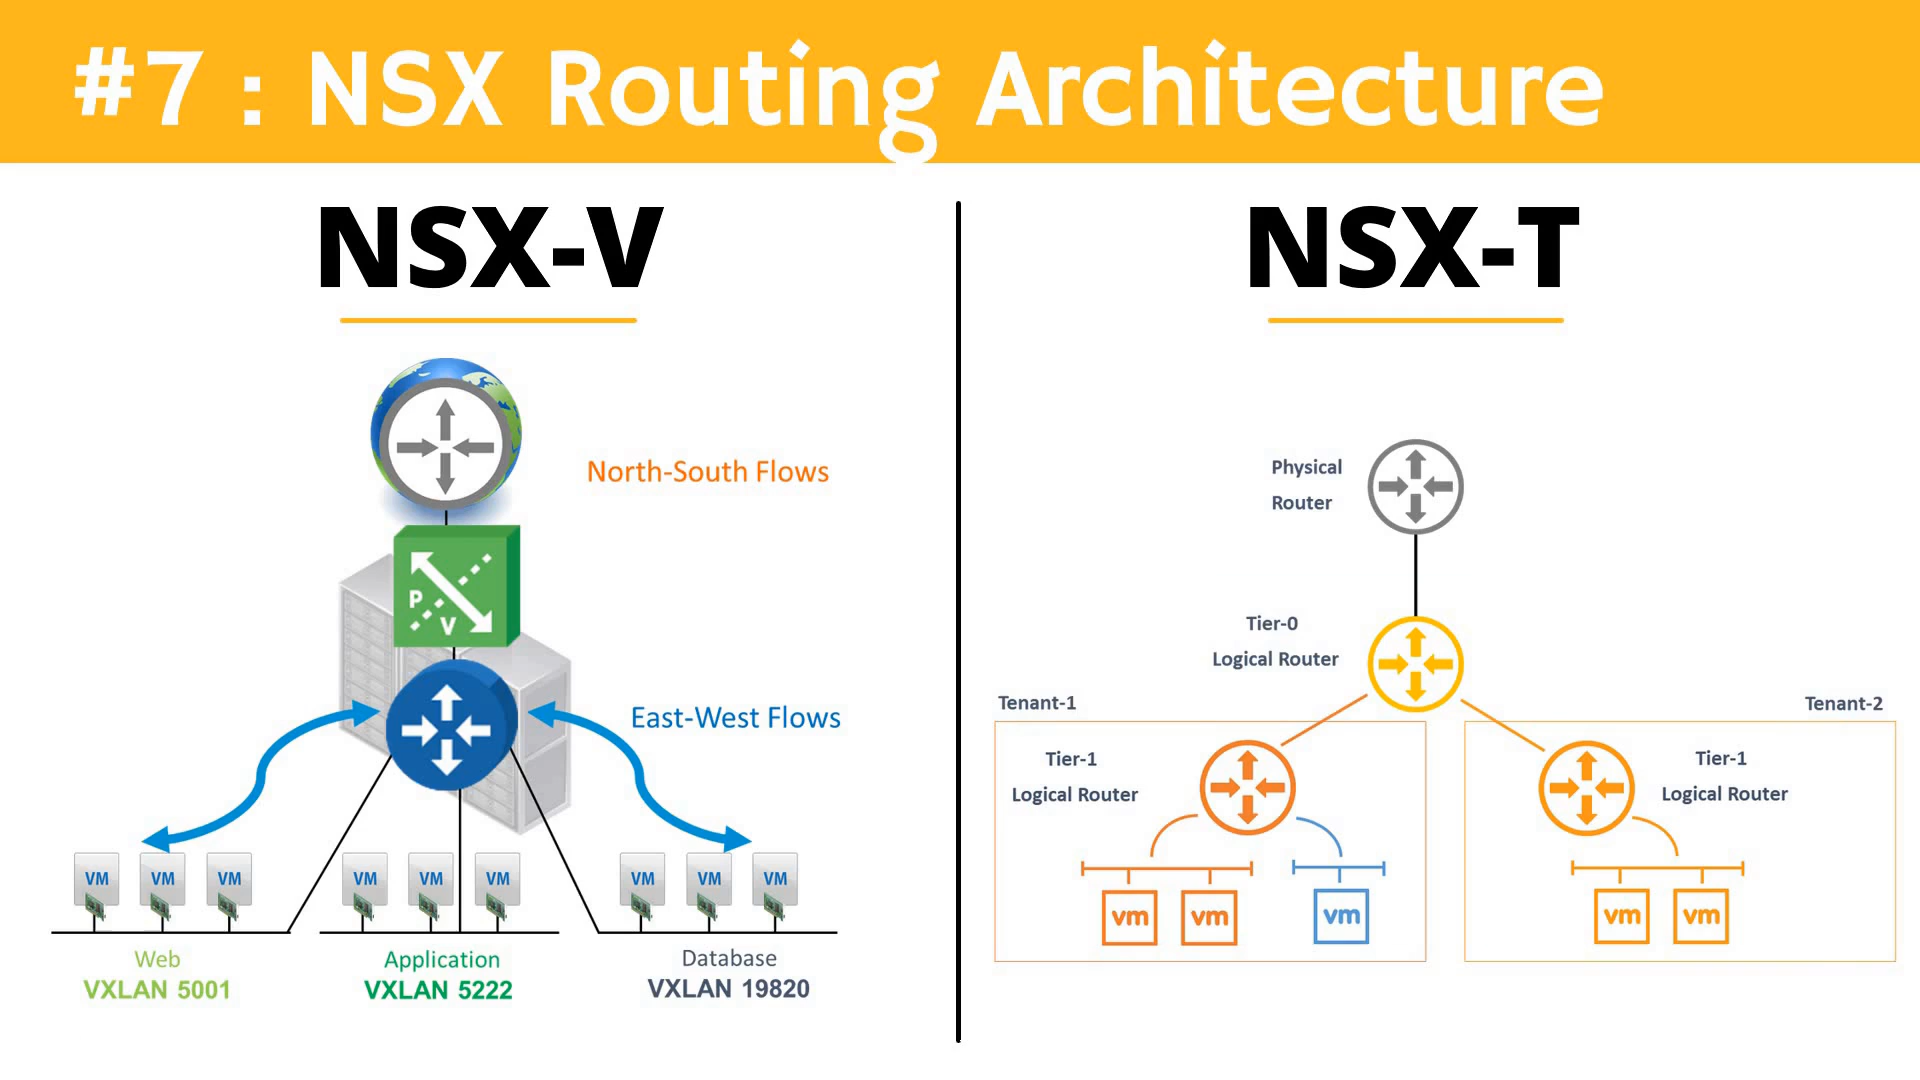 #7 : NSX Routing Architecture
NSX-V
North-South Flows
P
V
East-West Flows
VM VM VM VM VM VM VM VM VM
Web
VXLAN 5001
Application
VXLAN 5222
Database
VXLAN 19820
NSX-T
Physical
Router
Tier-0
Logical Router
Tenant-1
Tenant-2
Tier-1
Logical Router
Tier-1
Logical Router
vm vm vm vm vm